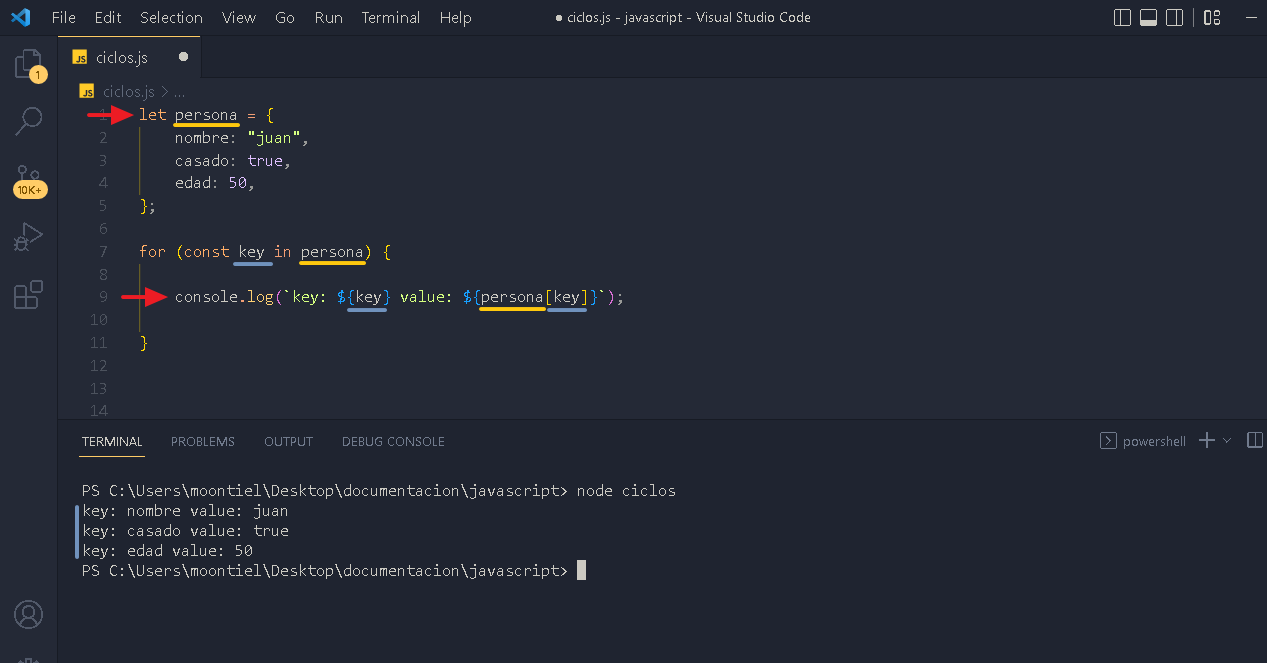 File Edit Selection View Go Run Terminal Help ● ciclos.js - javascript - Visual Studio Code
JS ciclos.js ●
JS ciclos.js > ...
1 let persona = {
2 nombre: "juan",
3 casado: true,
4 edad: 50,
5 };
6
7 for (const key in persona) {
8
9 console.log(`key: ${key} value: ${persona[key]}`);
10
11 }
12
13
14
1
10K+
TERMINAL PROBLEMS OUTPUT DEBUG CONSOLE powershell
PS C:\Users\moontiel\Desktop\documentacion\javascript> node ciclos
key: nombre value: juan
key: casado value: true
key: edad value: 50
PS C:\Users\moontiel\Desktop\documentacion\javascript>